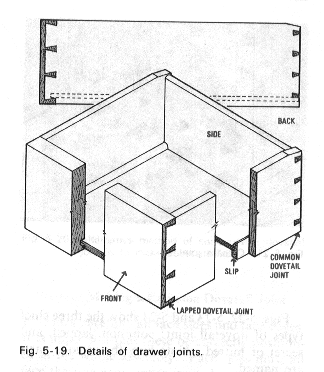 BACK
SIDE
COMMON
DOVETAIL
JOINT
SLIP
FRONT
LAPPED DOVETAIL JOINT
Fig. 5-19. Details of drawer joints.